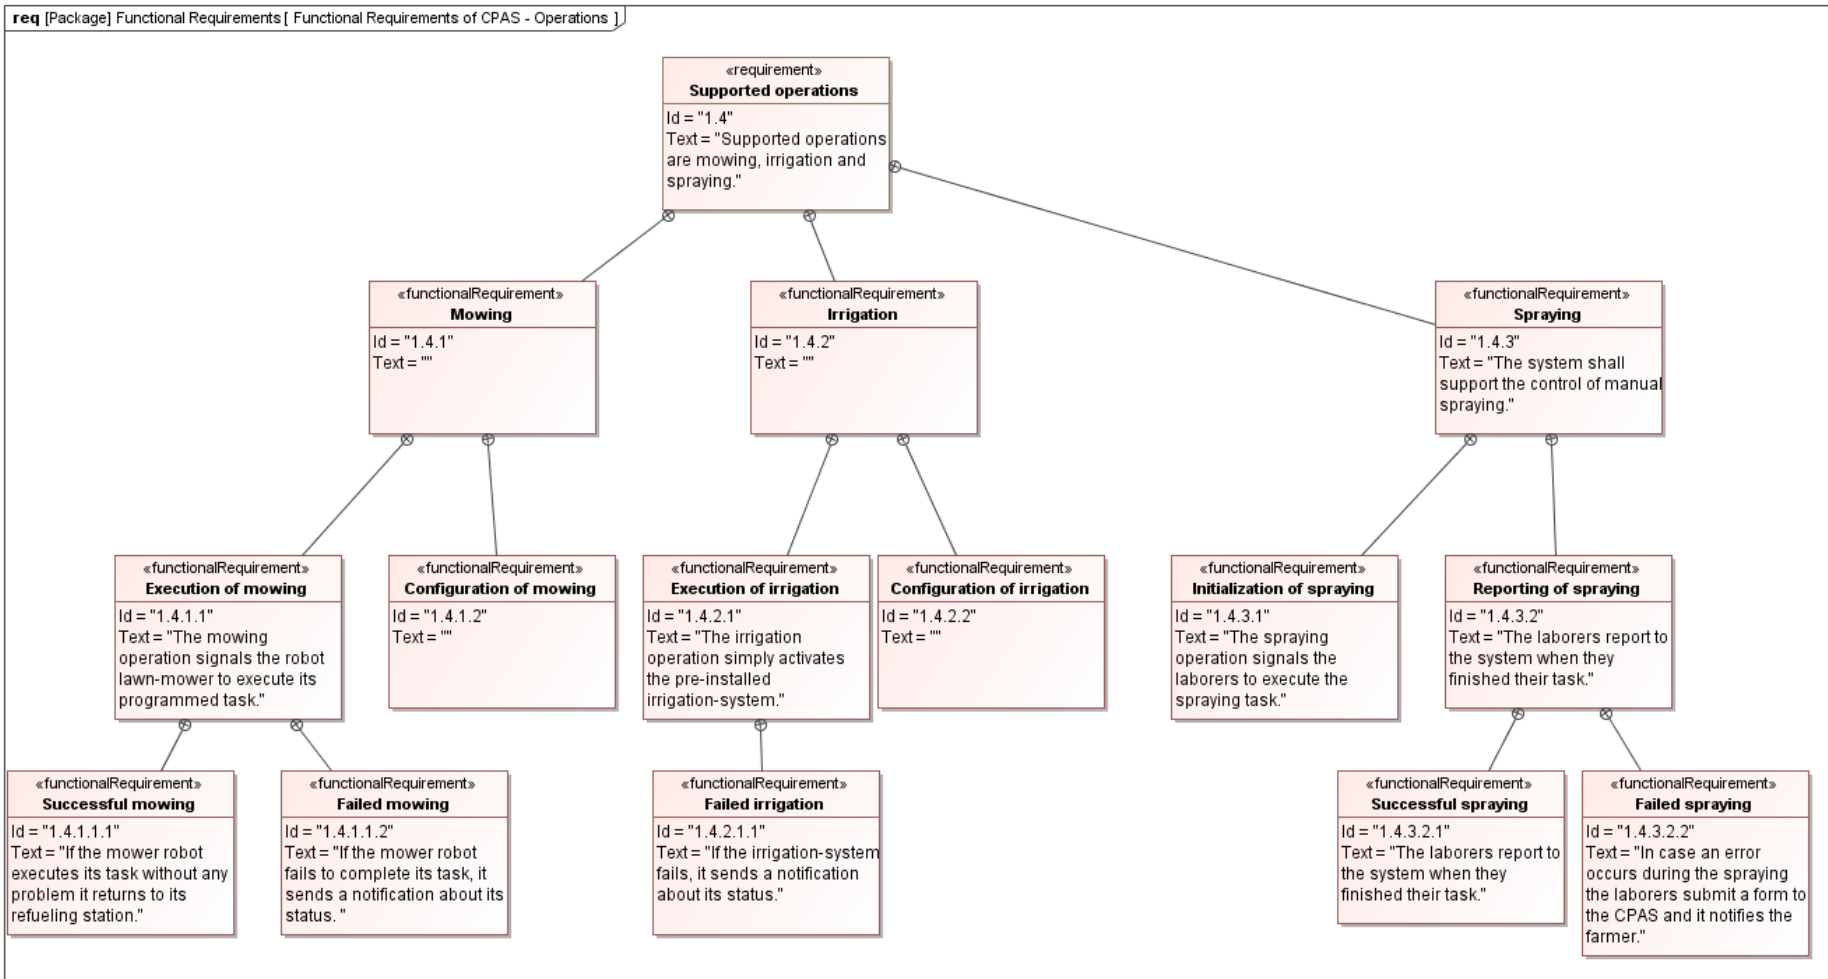 req [Package] Functional Requirements [ Functional Requirements of CPAS - Operations ]
«requirement»
Supported operations
Id = "1.4"
Text = "Supported operations
are mowing, irrigation and
spraying."
«functionalRequirement»
Mowing
Id = "1.4.1"
Text = ""
«functionalRequirement»
Irrigation
Id = "1.4.2"
Text = ""
«functionalRequirement»
Spraying
Id = "1.4.3"
Text = "The system shall
support the control of manual
spraying."
«functionalRequirement»
Execution of mowing
Id = "1.4.1.1"
Text = "The mowing
operation signals the robot
lawn-mower to execute its
programmed task."
«functionalRequirement»
Configuration of mowing
Id = "1.4.1.2"
Text = ""
«functionalRequirement»
Execution of irrigation
Id = "1.4.2.1"
Text = "The irrigation
operation simply activates
the pre-installed
irrigation-system."
«functionalRequirement»
Configuration of irrigation
Id = "1.4.2.2"
Text = ""
«functionalRequirement»
Initialization of spraying
Id = "1.4.3.1"
Text = "The spraying
operation signals the
laborers to execute the
spraying task."
«functionalRequirement»
Reporting of spraying
Id = "1.4.3.2"
Text = "The laborers report to
the system when they
finished their task."
«functionalRequirement»
Successful mowing
Id = "1.4.1.1.1"
Text = "If the mower robot
executes its task without any
problem it returns to its
refueling station."
«functionalRequirement»
Failed mowing
Id = "1.4.1.1.2"
Text = "If the mower robot
fails to complete its task, it
sends a notification about its
status. "
«functionalRequirement»
Failed irrigation
Id = "1.4.2.1.1"
Text = "If the irrigation-system
fails, it sends a notification
about its status."
«functionalRequirement»
Successful spraying
Id = "1.4.3.2.1"
Text = "The laborers report to
the system when they
finished their task."
«functionalRequirement»
Failed spraying
Id = "1.4.3.2.2"
Text = "In case an error
occurs during the spraying
the laborers submit a form to
the CPAS and it notifies the
farmer."